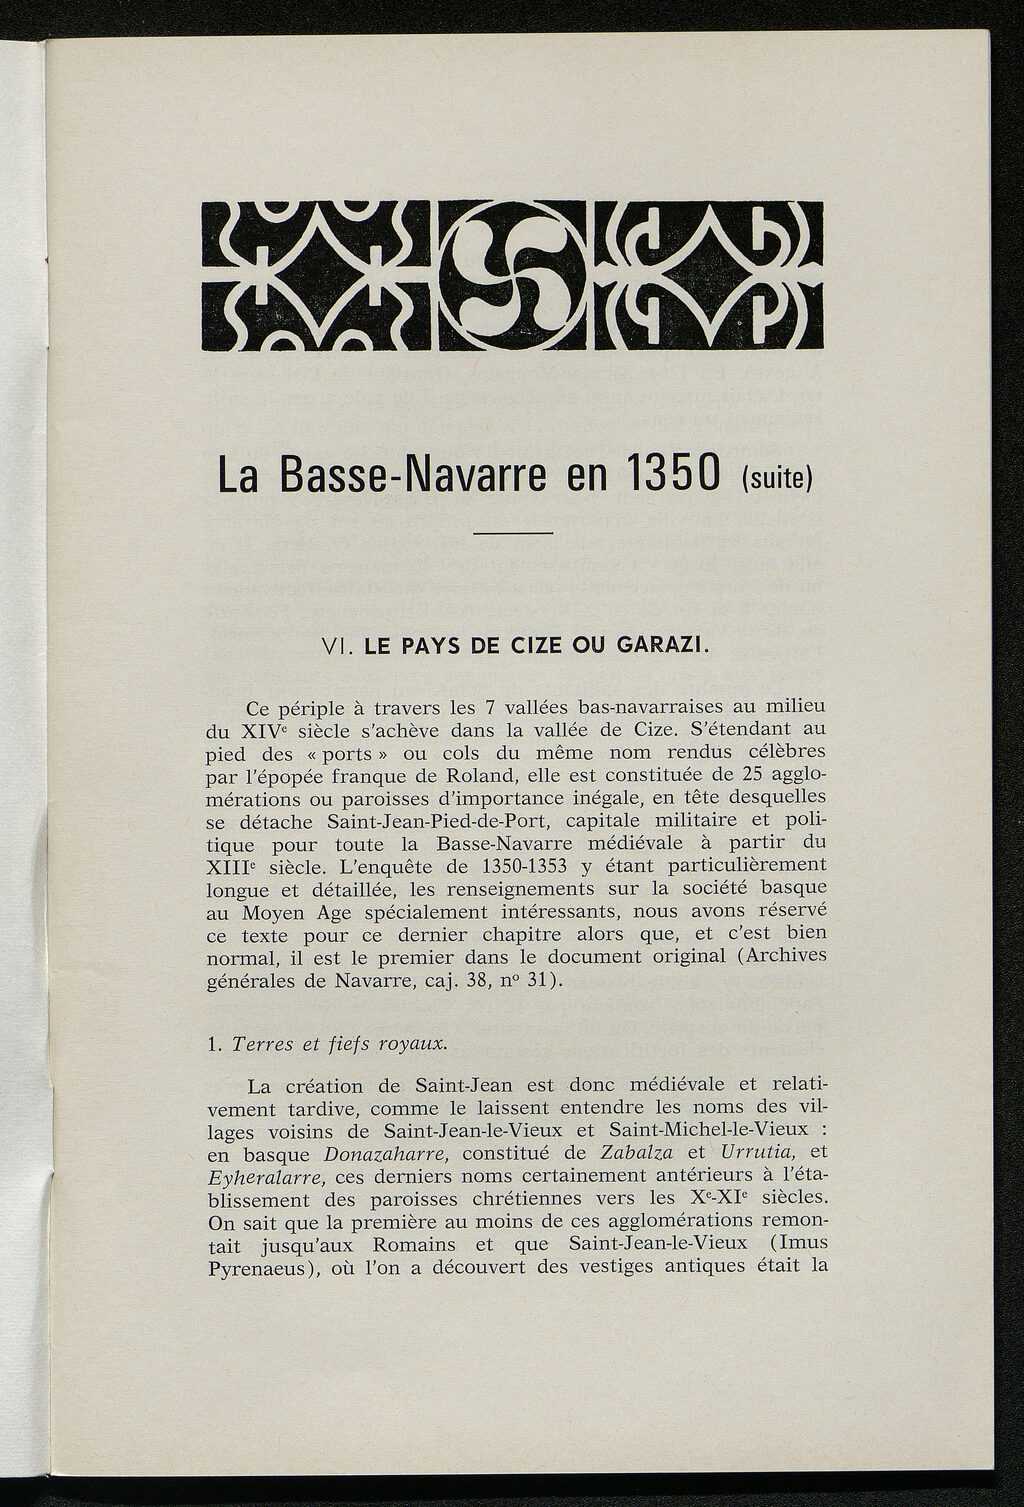 La Basse-Navarre en 1350 (suite)
VI. LE PAYS DE CIZE OU GARAZI.
Ce périple à travers les 7 vallées bas-navarraises au milieu
du XIVe siècle s'achève dans la vallée de Cize. S'étendant au
pied des « ports » ou cols du même nom rendus célèbres
par l'épopée franque de Roland, elle est constituée de 25 agglo-
mérations ou paroisses d'importance inégale, en tête desquelles
se détache Saint-Jean-Pied-de-Port, capitale militaire et poli-
tique pour toute la Basse-Navarre médiévale à partir du
XIIIe siècle. L'enquête de 1350-1353 y étant particulièrement
longue et détaillée, les renseignements sur la société basque
au Moyen Age spécialement intéressants, nous avons réservé
ce texte pour ce dernier chapitre alors que, et c'est bien
normal, il est le premier dans le document original (Archives
générales de Navarre, caj. 38, no 31).
1. Terres et fiefs royaux.
La création de Saint-Jean est donc médiévale et relati-
vement tardive, comme le laissent entendre les noms des vil-
lages voisins de Saint-Jean-le-Vieux et Saint-Michel-le-Vieux :
en basque Donazaharre, constitué de Zabalza et Urrutia, et
Eyheralarre, ces derniers noms certainement antérieurs à l'éta-
blissement des paroisses chrétiennes vers les Xe-XIe siècles.
On sait que la première au moins de ces agglomérations remon-
tait jusqu'aux Romains et que Saint-Jean-le-Vieux (Imus
Pyrenaeus), où l'on a découvert des vestiges antiques était la